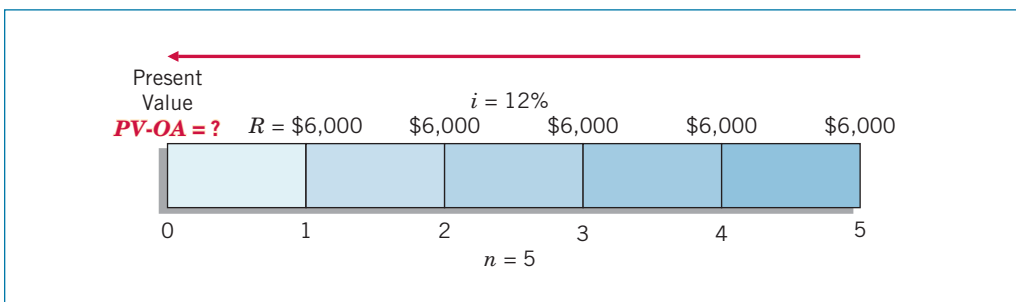 Present
Value
i = 12%
PV-OA = ? R = $6,000 $6,000 $6,000 $6,000 $6,000
0 1 2 3 4 5
n = 5